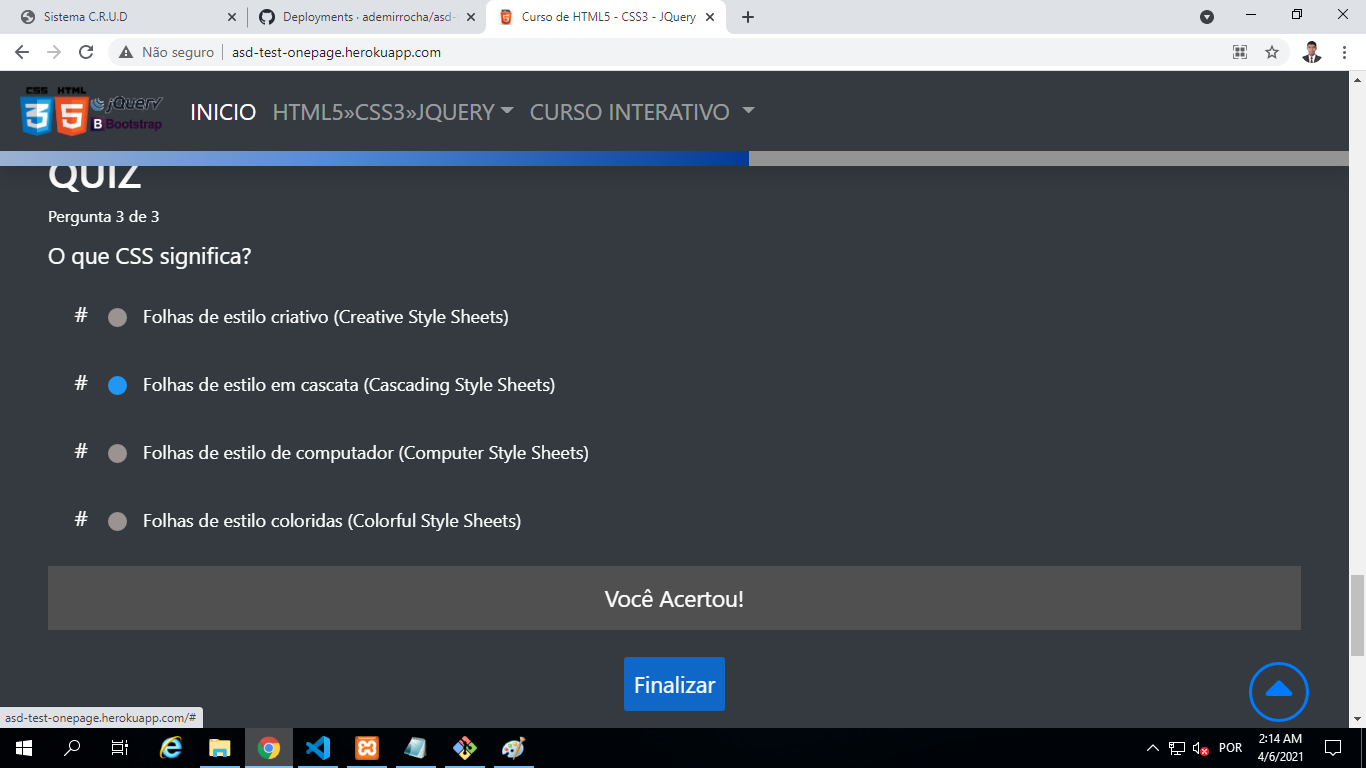 Sistema C.R.U.D
Deployments · ademirrocha/asd-
Curso de HTML5 - CSS3 - JQuery
Não seguro
asd-test-onepage.herokuapp.com
CSS HTML
3 5 jQuery
B Bootstrap
INICIO HTML5»CSS3»JQUERY CURSO INTERATIVO
QUIZ
Pergunta 3 de 3
O que CSS significa?
# Folhas de estilo criativo (Creative Style Sheets)
# Folhas de estilo em cascata (Cascading Style Sheets)
# Folhas de estilo de computador (Computer Style Sheets)
# Folhas de estilo coloridas (Colorful Style Sheets)
Você Acertou!
Finalizar
asd-test-onepage.herokuapp.com/#
POR
2:14 AM
4/6/2021